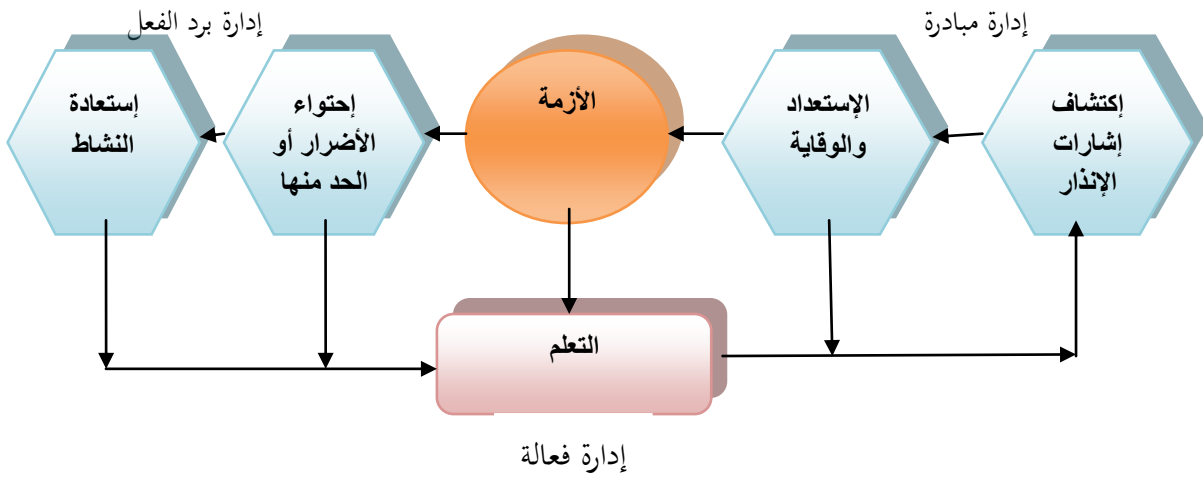 إدارة مبادرة
إدارة برد الفعل
إكتشاف
إشارات
الإنذار
الإستعداد
والوقاية
الأزمة
إحتواء
الأضرار أو
الحد منها
إستعادة
النشاط
التعلم
إدارة فعالة